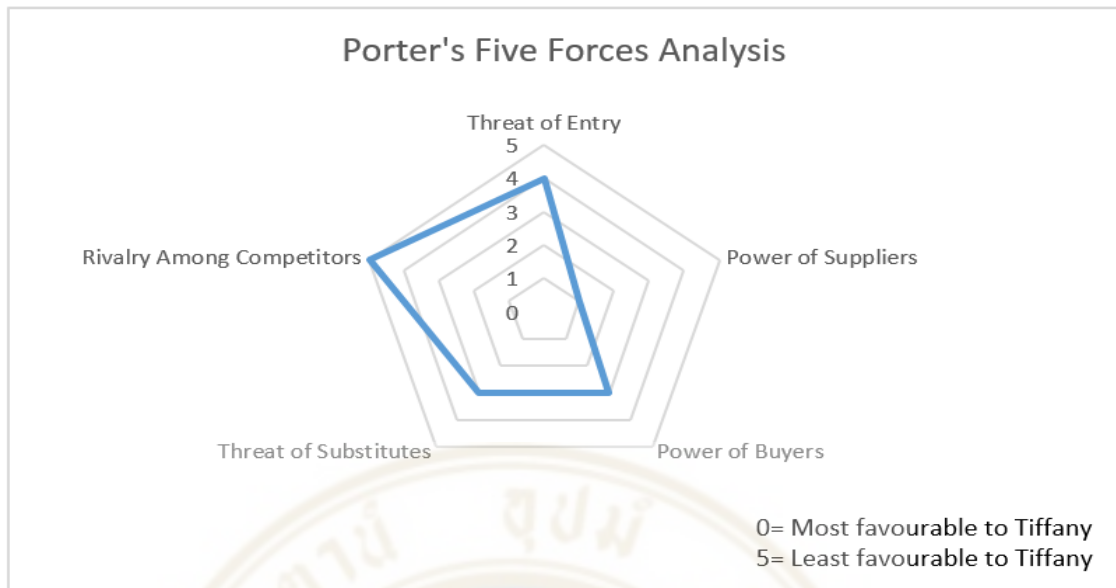 Porter's Five Forces Analysis
Threat of Entry
5
4
3
2
1
0
Rivalry Among Competitors
Power of Suppliers
Threat of Substitutes
Power of Buyers
0= Most favourable to Tiffany
5= Least favourable to Tiffany